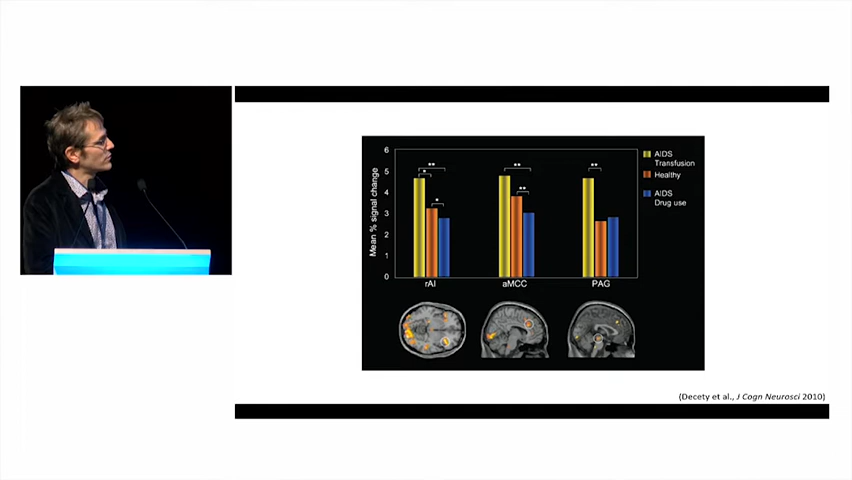 6
5
4
3
2
1
0
Mean % signal change
**
*
*
**
**
**
rAI
aMCC
PAG
AIDS
Transfusion
Healthy
AIDS
Drug use
(Decety et al., J Cogn Neurosci 2010)